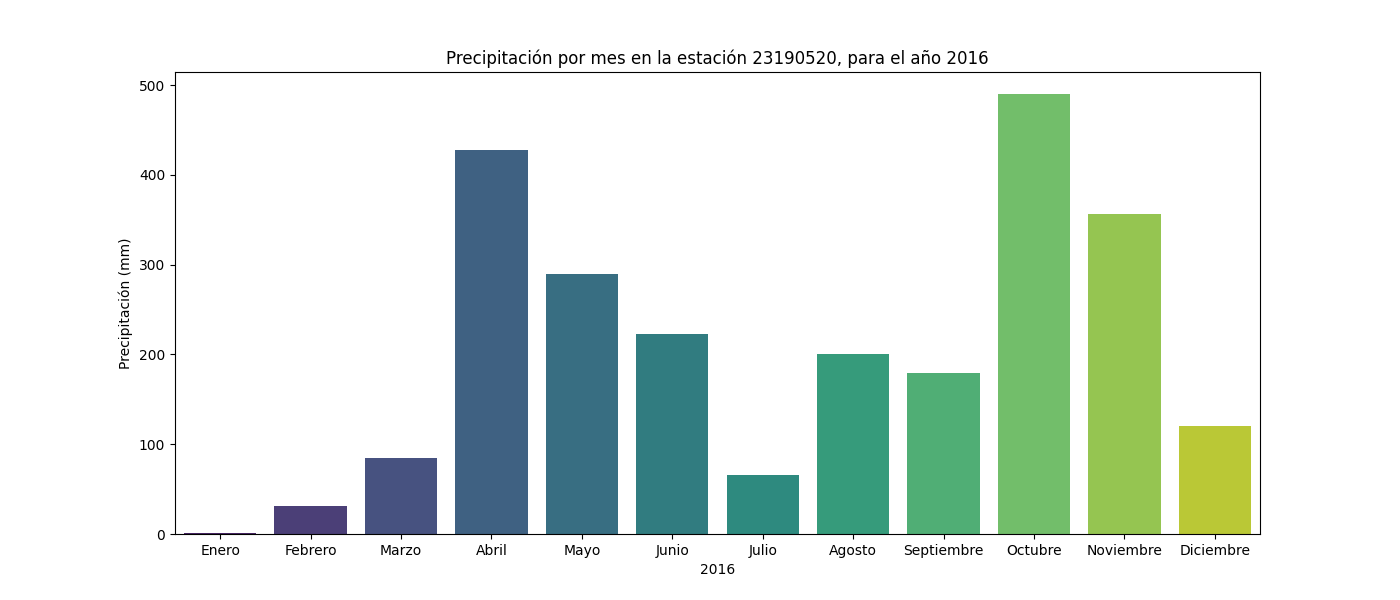 Precipitación por mes en la estación 23190520, para el año 2016
500
400
300
200
100
0
Precipitación (mm)
Enero Febrero Marzo Abril Mayo Junio Julio Agosto Septiembre Octubre Noviembre Diciembre
2016